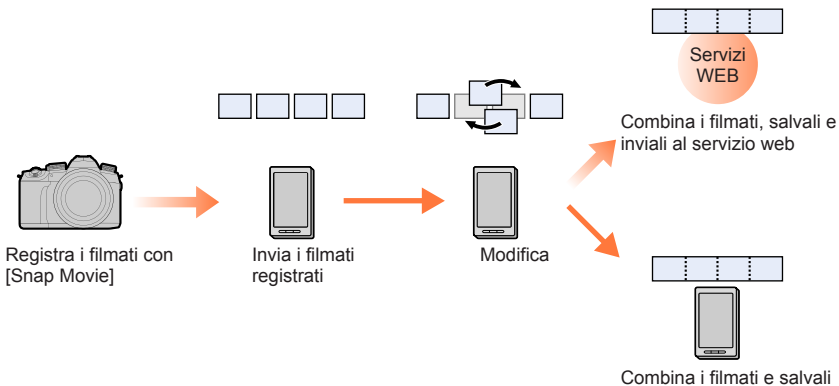 Registra i filmati con
[Snap Movie]
Invia i filmati
registrati
Modifica
Servizi
WEB
Combina i filmati, salvali e
inviali al servizio web
Combina i filmati e salvali